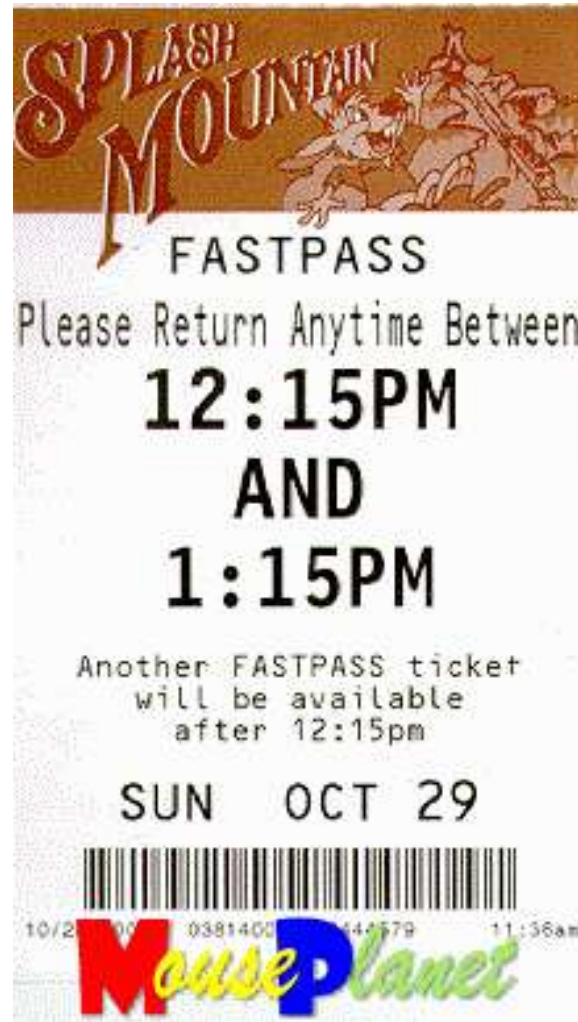 SPLASH
MOUNTAIN
FASTPASS
Please Return Anytime Between
12:15PM
AND
1:15PM
Another FASTPASS ticket
will be available
after 12:15pm
SUN OCT 29
11:36am
MousePlanet